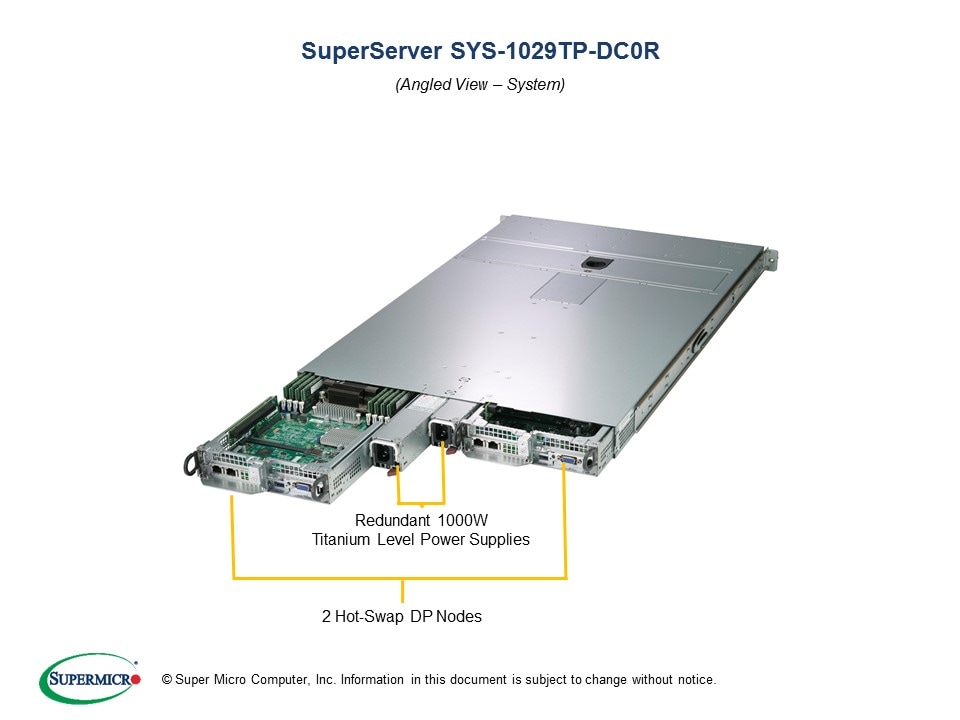 SuperServer SYS-1029TP-DC0R
(Angled View – System)
Redundant 1000W
Titanium Level Power Supplies
2 Hot-Swap DP Nodes
SUPERMICRO
© Super Micro Computer, Inc. Information in this document is subject to change without notice.